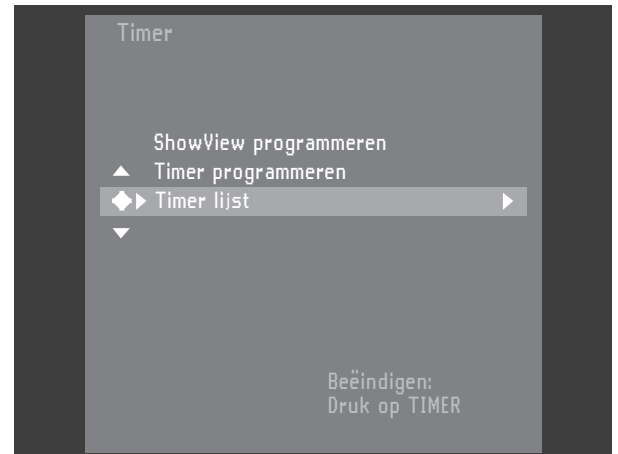 Timer
ShowView programmeren
Timer programmeren
Timer lijst
Beëindigen:
Druk op TIMER